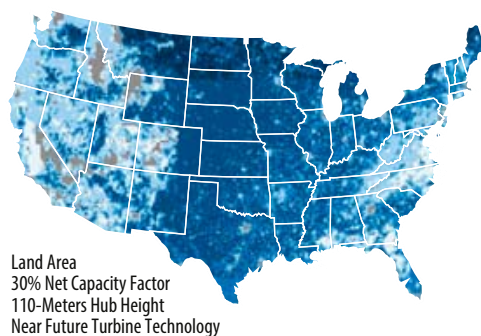 Land Area
30% Net Capacity Factor
110-Meters Hub Height
Near Future Turbine Technology